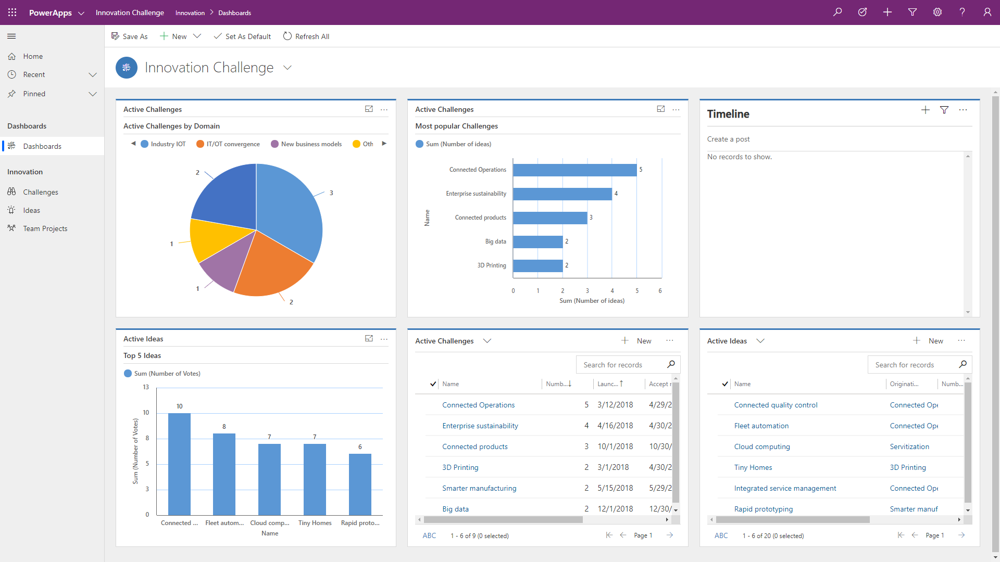 PowerApps
Innovation Challenge
Innovation
Dashboards
Save As
New
Set As Default
Refresh All
Home
Recent
Pinned
Dashboards
Dashboards
Innovation
Challenges
Ideas
Team Projects
Innovation Challenge
Active Challenges
Active Challenges by Domain
Industry IOT
IT/OT convergence
New business models
Oth
2
3
1
1
2
Active Challenges
Most popular Challenges
Sum (Number of ideas)
Name
Connected Operations
5
Enterprise sustainability
4
Connected products
3
Big data
2
3D Printing
2
0 1 2 3 4 5 6
Sum (Number of ideas)
Timeline
Create a post
No records to show.
Active Ideas
Top 5 Ideas
Sum (Number of Votes)
Sum (Number of Votes)
13
10
8
5
3
0
10
8
7
7
6
Connected ...
Fleet autom...
Cloud comp...
Tiny Homes
Rapid proto...
Name
Active Challenges
New
...
Search for records
Name Numb... Launc... Accept r
Connected Operations 5 3/12/2018 4/29/2
Enterprise sustainability 4 4/16/2018 4/30/2
Connected products 3 10/1/2018 10/30/
3D Printing 2 3/1/2018 4/30/2
Smarter manufacturing 2 5/15/2018 5/29/2
Big data 2 12/1/2018 12/30/
ABC
1 - 6 of 9 (0 selected)
Page 1
Active Ideas
New
...
Search for records
Name Originati... Numb...
Connected quality control Connected Ope
Fleet automation Connected Ope
Cloud computing Servitization
Tiny Homes 3D Printing
Integrated service management Connected Ope
Rapid prototyping Smarter manuf
ABC
1 - 6 of 20 (0 selected)
Page 1